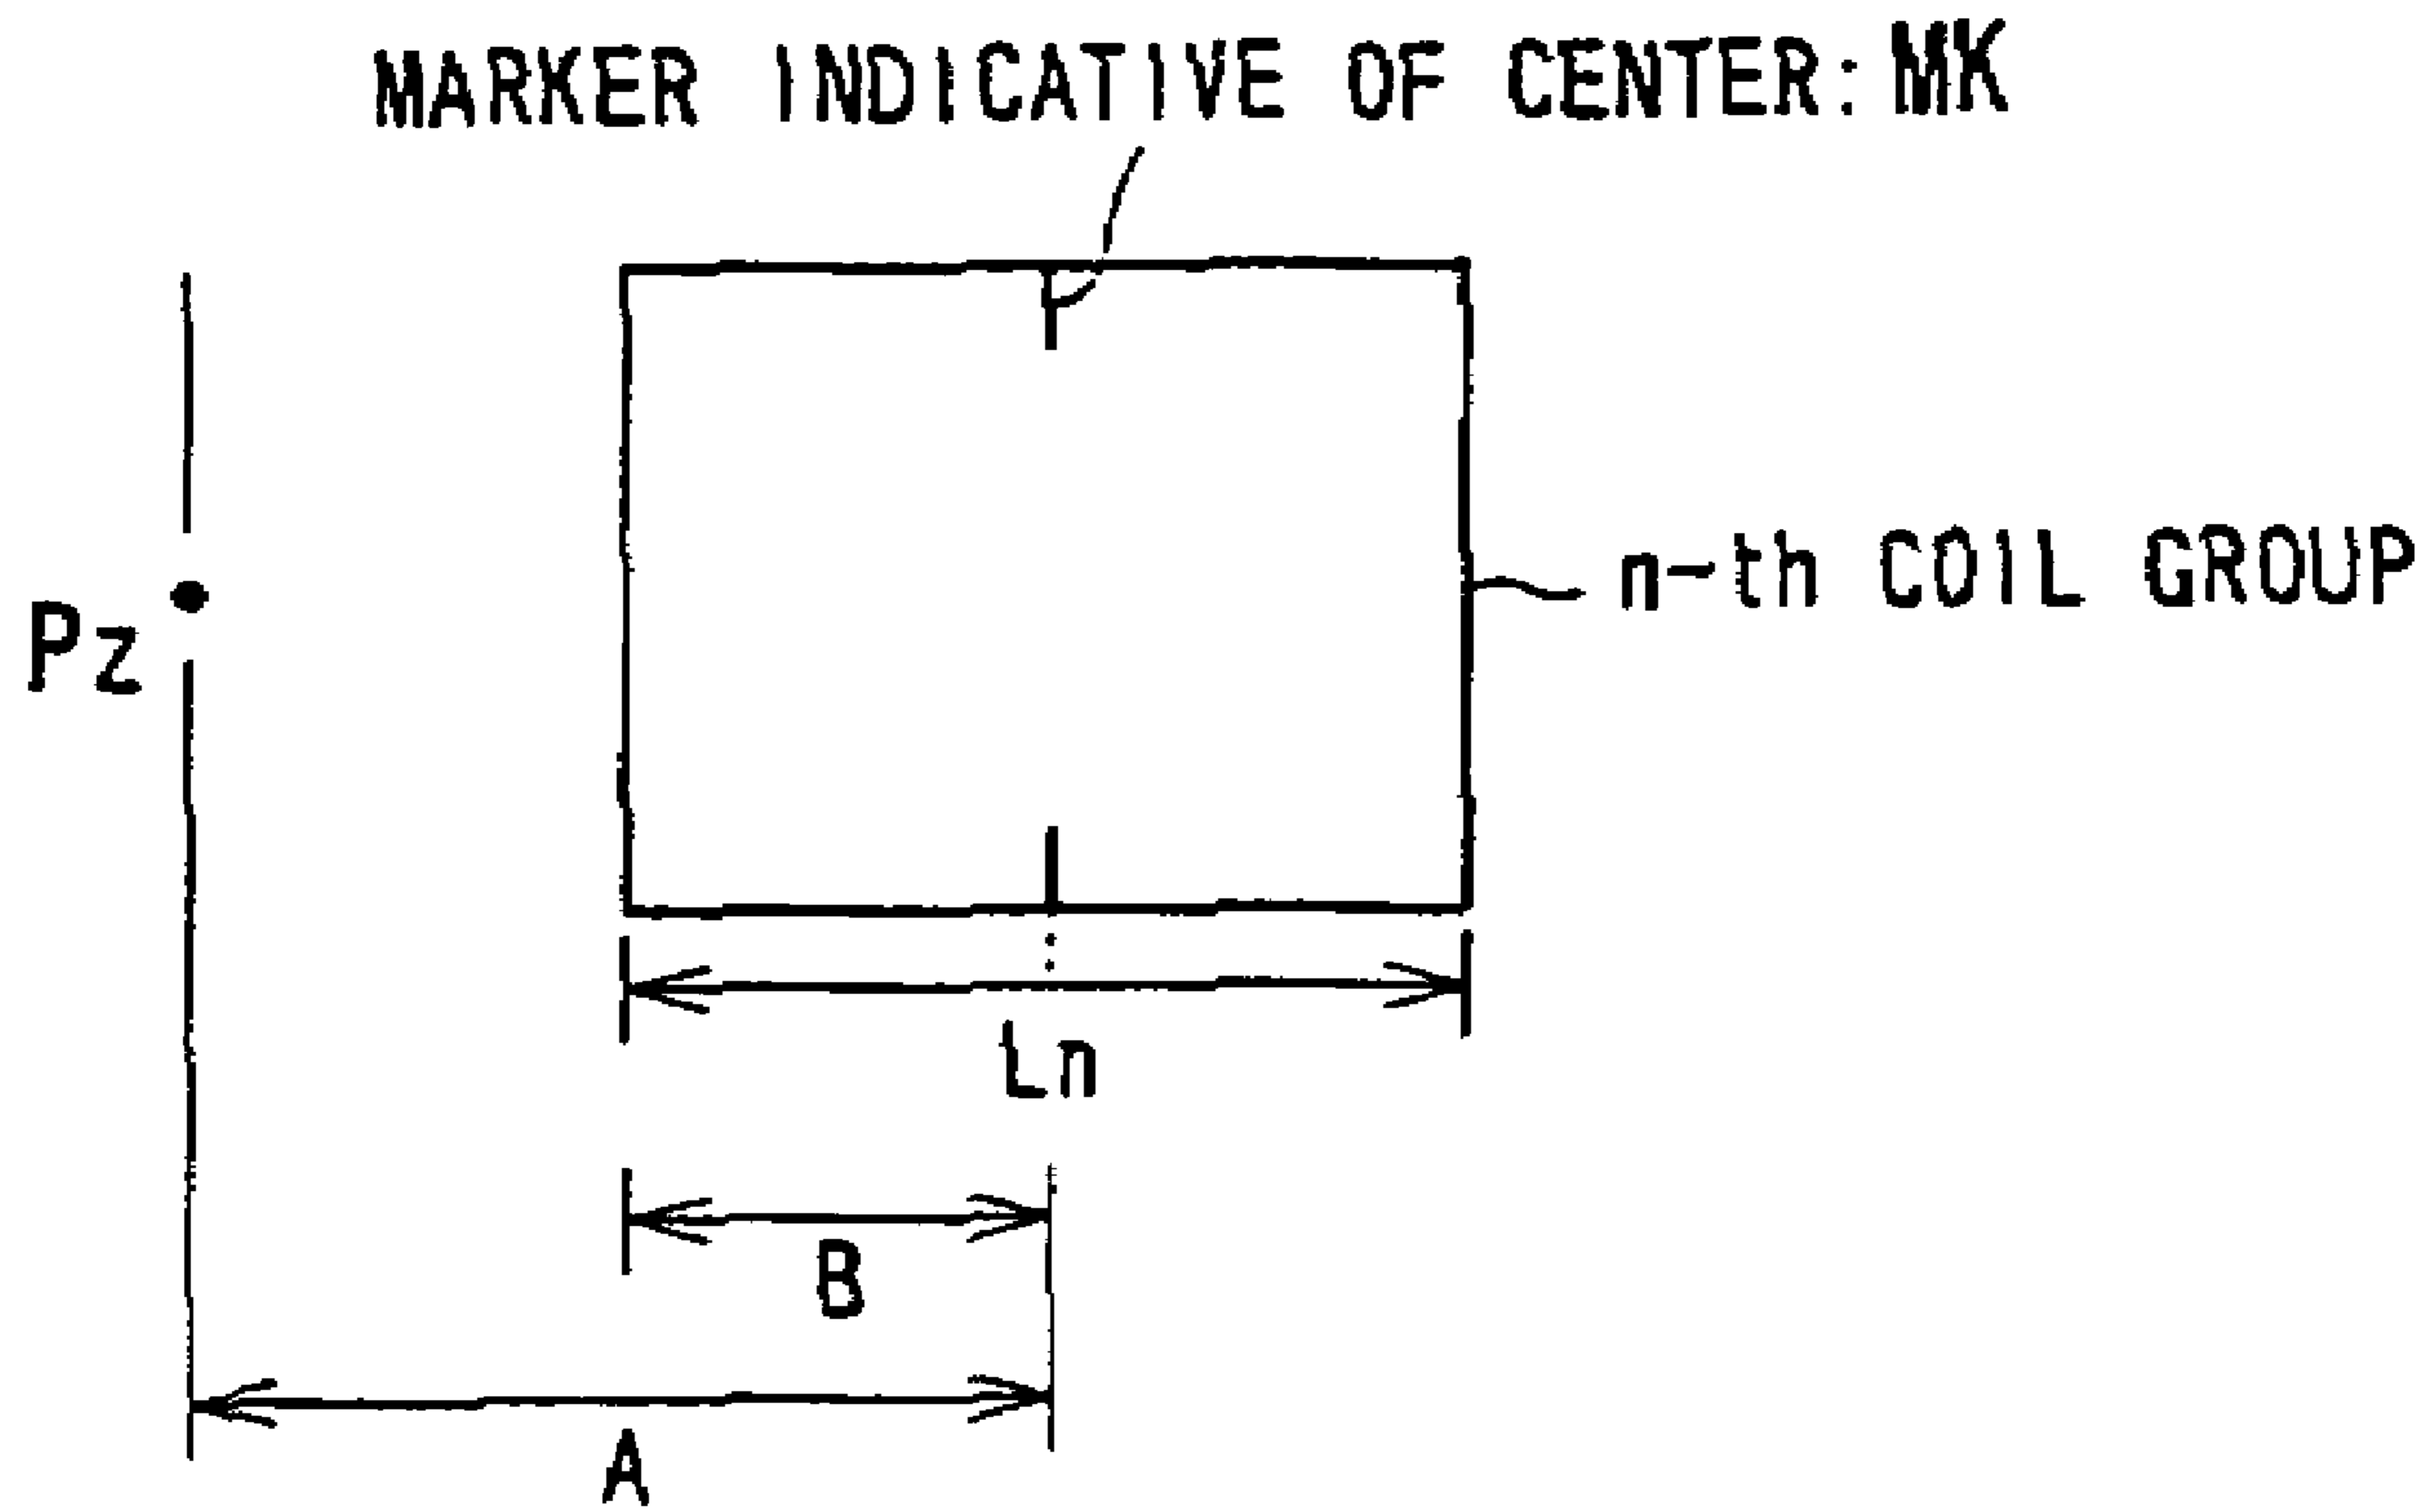 MARKER INDICATIVE OF CENTER: MK
n-th COIL GROUP
Pz
Ln
B
A